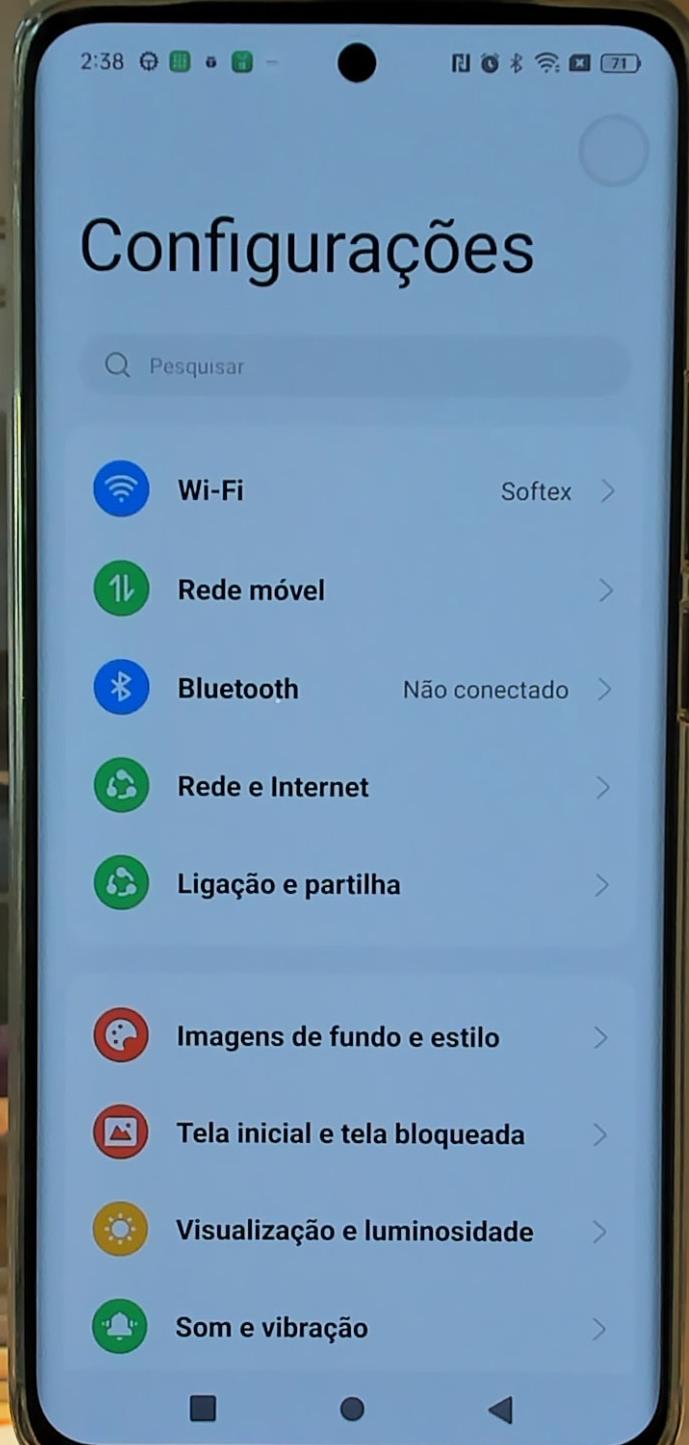 2:38
71
Configurações
Pesquisar
Wi-Fi Softex
Rede móvel
Bluetooth Não conectado
Rede e Internet
Ligação e partilha
Imagens de fundo e estilo
Tela inicial e tela bloqueada
Visualização e luminosidade
Som e vibração